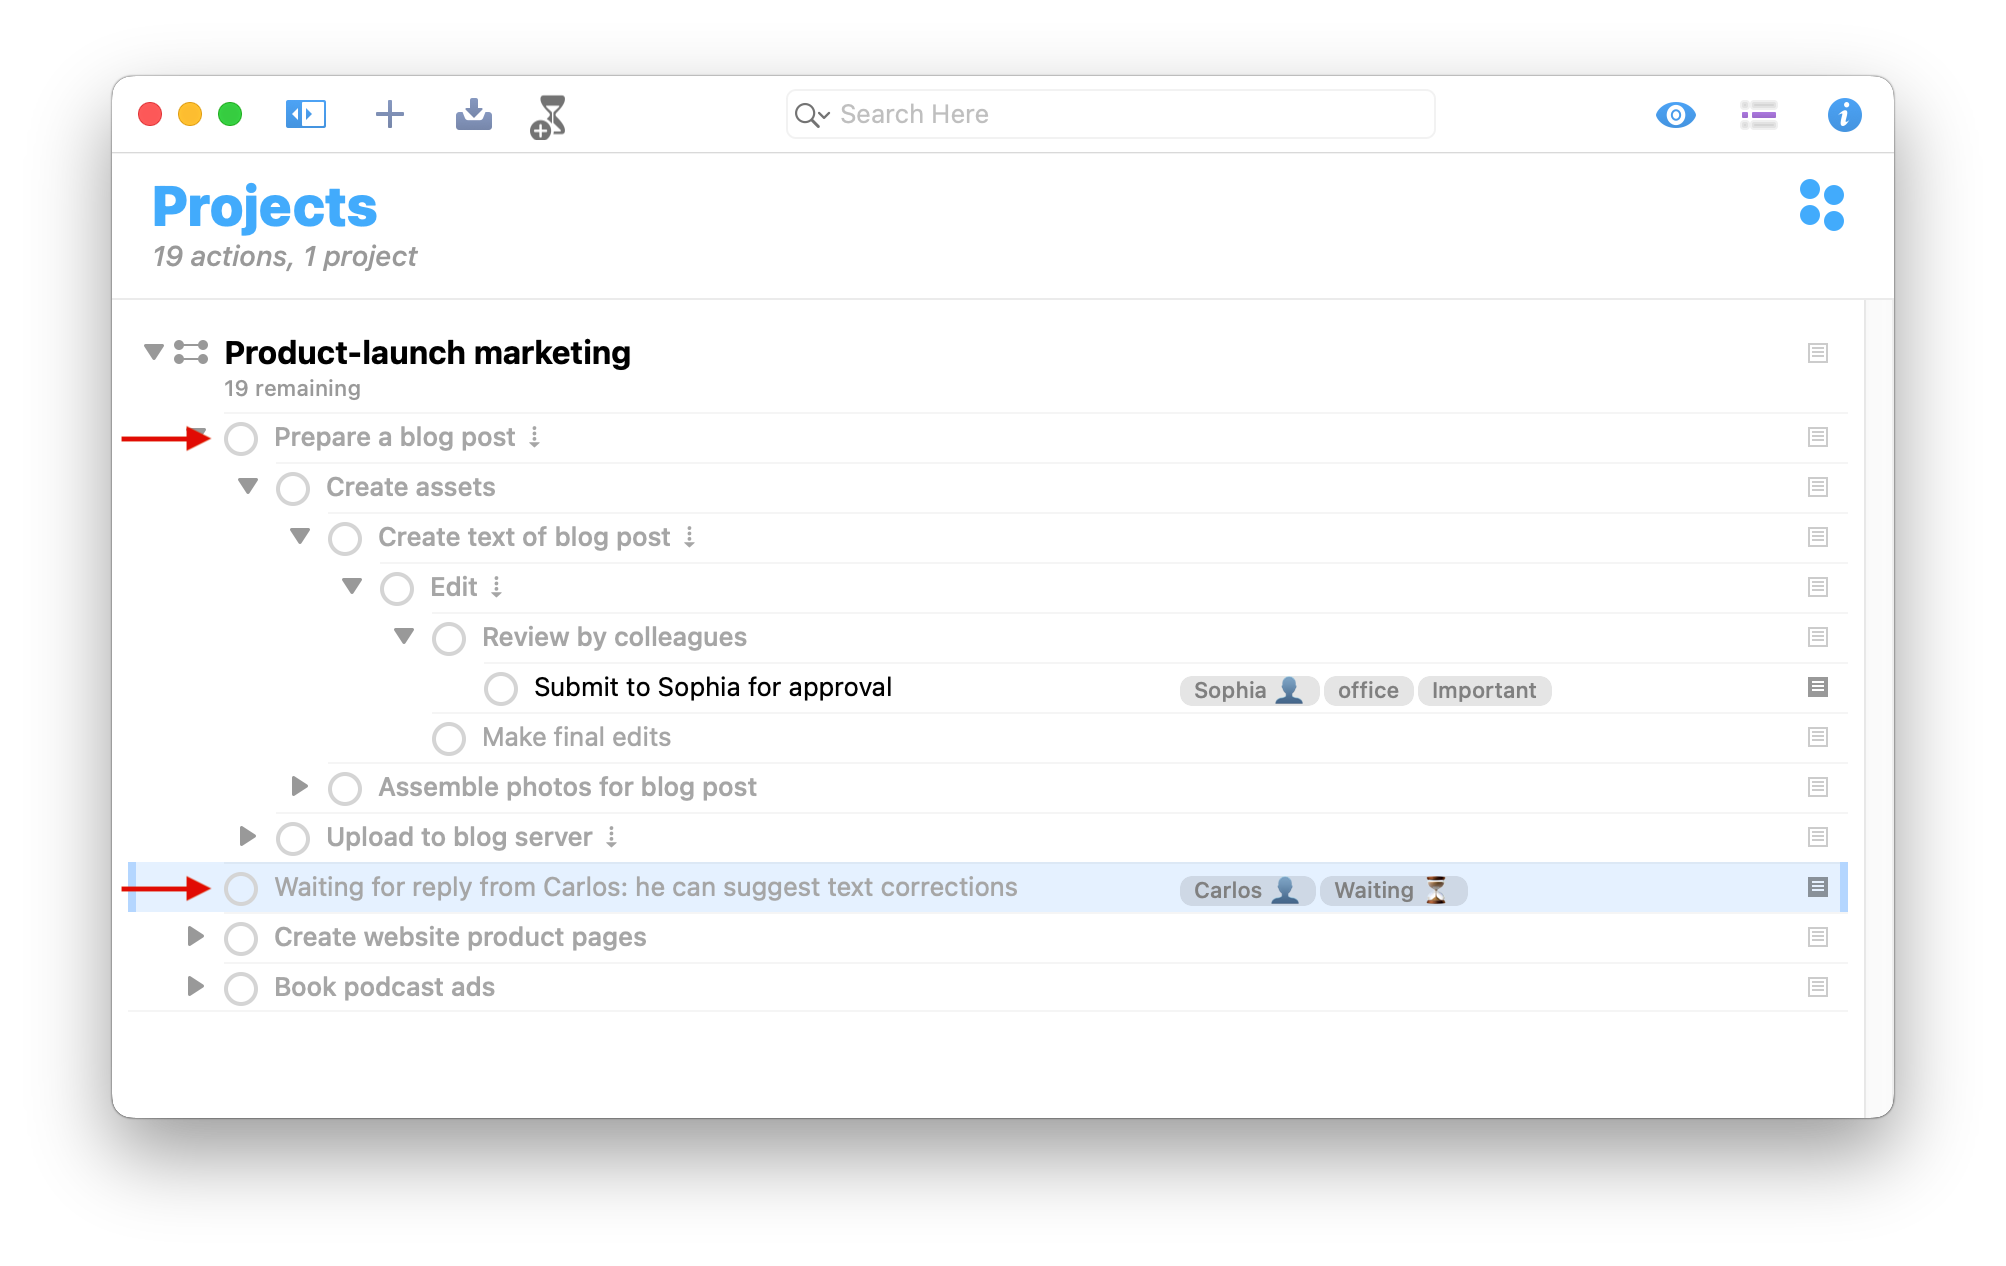 Search Here
Projects
19 actions, 1 project
Product-launch marketing
19 remaining
Prepare a blog post
Create assets
Create text of blog post
Edit
Review by colleagues
Submit to Sophia for approval Sophia 👤 office Important
Make final edits
Assemble photos for blog post
Upload to blog server
Waiting for reply from Carlos: he can suggest text corrections Carlos 👤 Waiting ⏳
Create website product pages
Book podcast ads